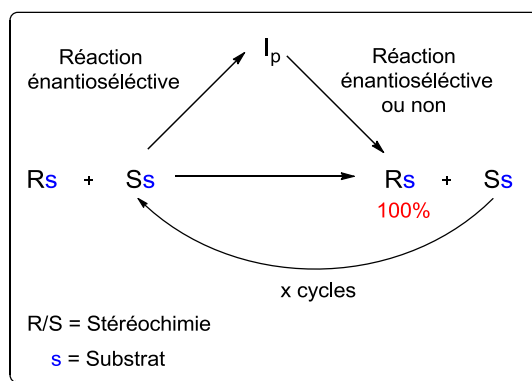 Réaction
énantioséléctive
Ip
Réaction
énantioséléctive
ou non
Rs + Ss
Rs + Ss
100%
x cycles
R/S = Stéréochimie
s = Substrat